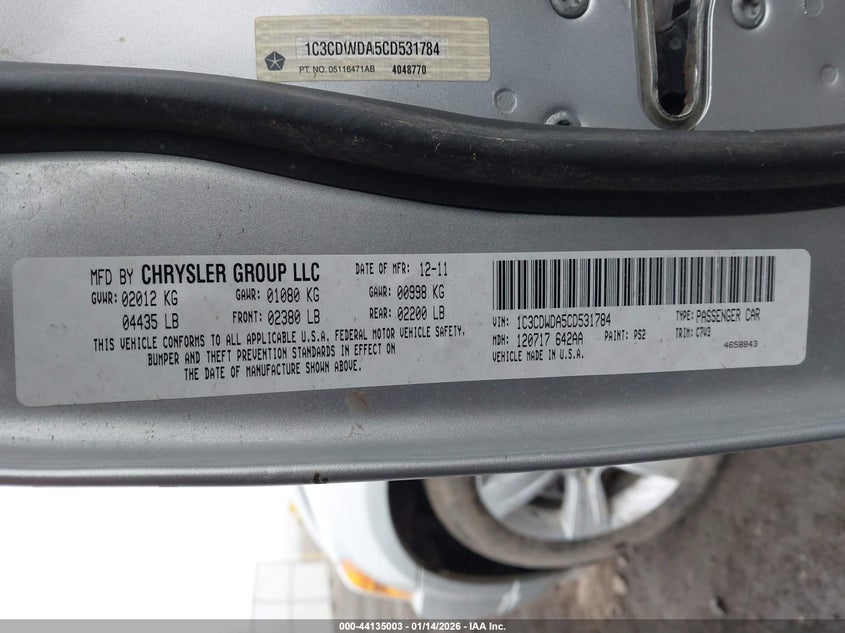 1C3CDWDA5CD531784
PT. NO. 05116471AB 4048770
MFD BY CHRYSLER GROUP LLC DATE OF MFR: 12-11
GVWR: 02012 KG GAWR: 01080 KG GAWR: 00998 KG
04435 LB FRONT: 02380 LB REAR: 02200 LB
THIS VEHICLE CONFORMS TO ALL APPLICABLE U.S.A. FEDERAL MOTOR VEHICLE SAFETY,
BUMPER AND THEFT PREVENTION STANDARDS IN EFFECT ON
THE DATE OF MANUFACTURE SHOWN ABOVE.
VIN: 1C3CDWDA5CD531784 TYPE: PASSENGER CAR
MDH: 120717 642AA PAINT: PS2 TRIM: C7V3
VEHICLE MADE IN U.S.A. 4658843
000-44135003 - 01/14/2026 - IAA Inc.